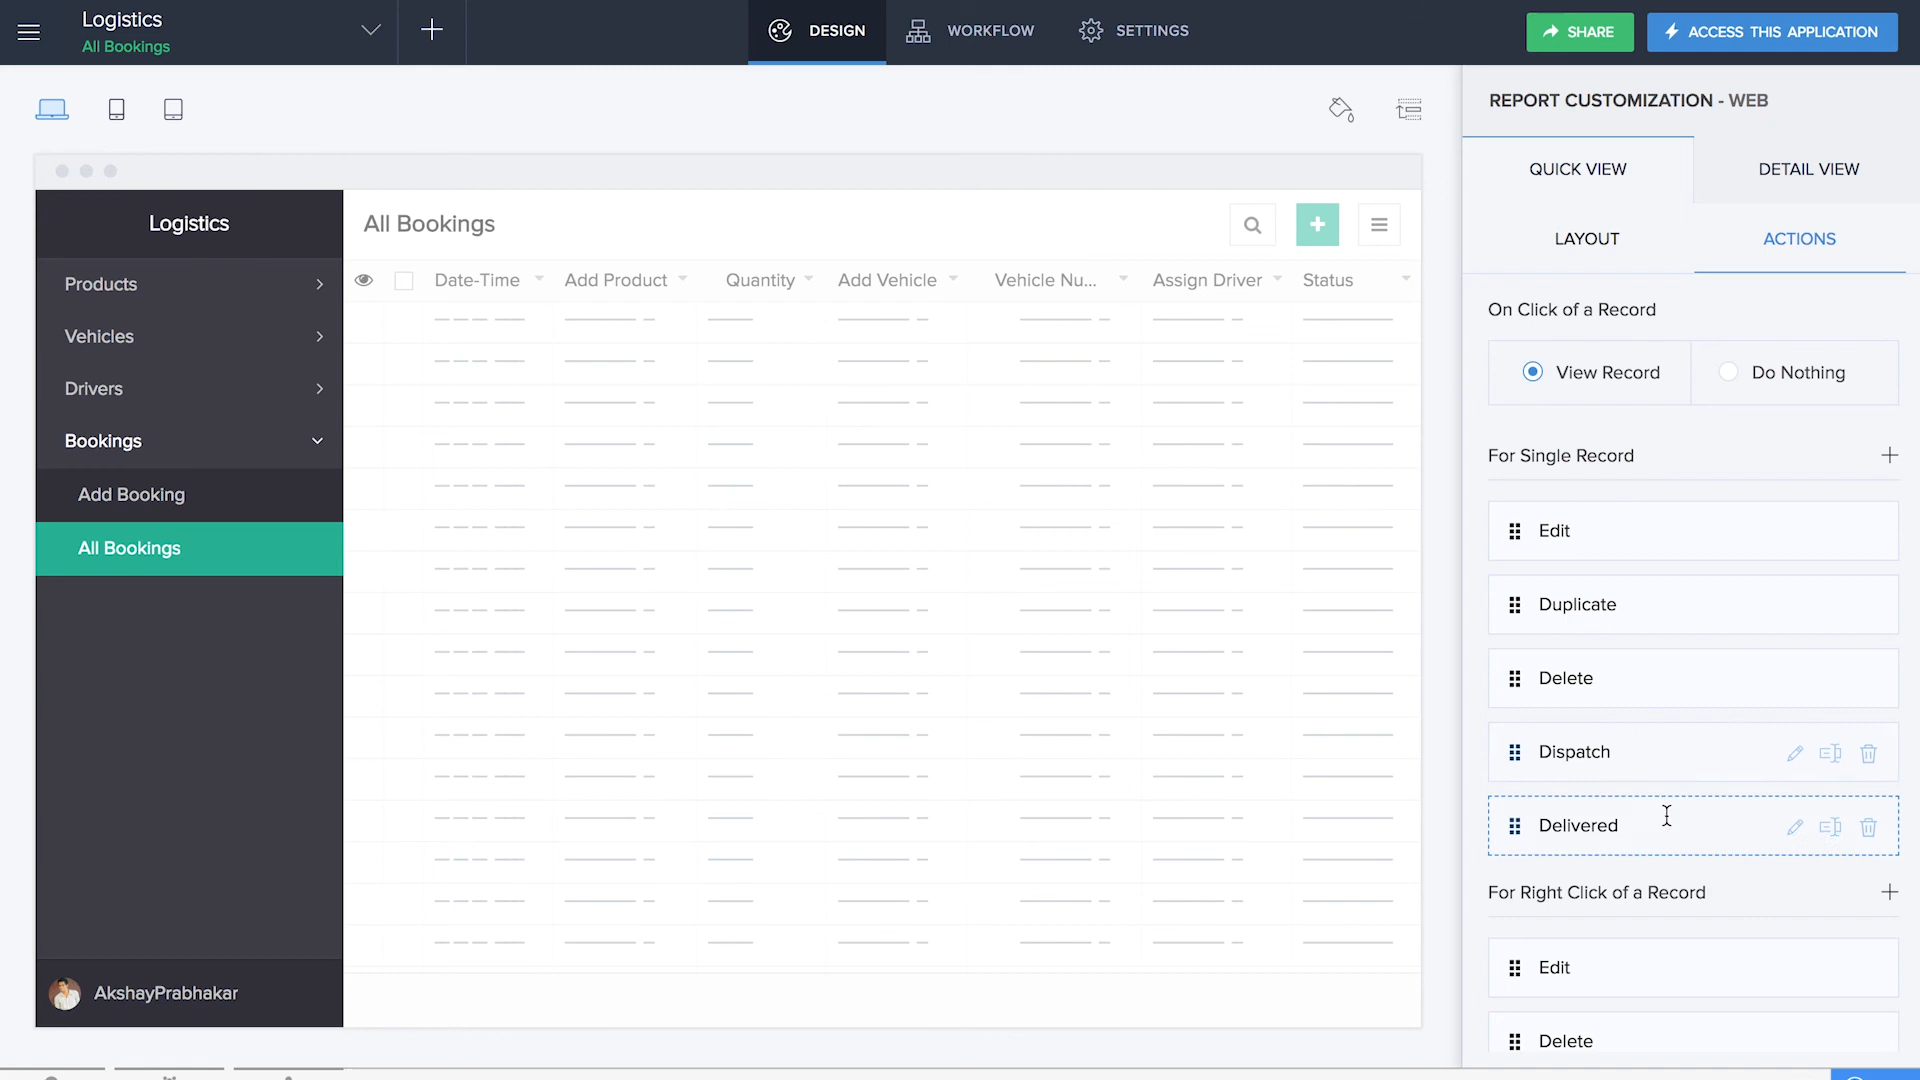 Logistics
All Bookings
DESIGN
WORKFLOW
SETTINGS
SHARE
ACCESS THIS APPLICATION
REPORT CUSTOMIZATION - WEB
QUICK VIEW
DETAIL VIEW
LAYOUT
ACTIONS
Logistics
Products
Vehicles
Drivers
Bookings
Add Booking
All Bookings
AkshayPrabhakar
All Bookings
Date-Time
Add Product
Quantity
Add Vehicle
Vehicle Nu...
Assign Driver
Status
On Click of a Record
View Record
Do Nothing
For Single Record
Edit
Duplicate
Delete
Dispatch
Delivered
For Right Click of a Record
Edit
Delete